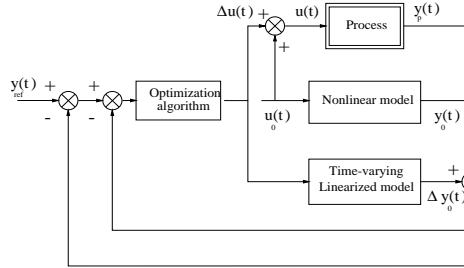 Δu(t) + u(t) y (t)
p
Process
+
y(t)
ref
+
-
+
-
Optimization
algorithm
u (t)
0
Nonlinear model
y (t)
0
Time-varying
Linearized model
+
Δ y (t)
0